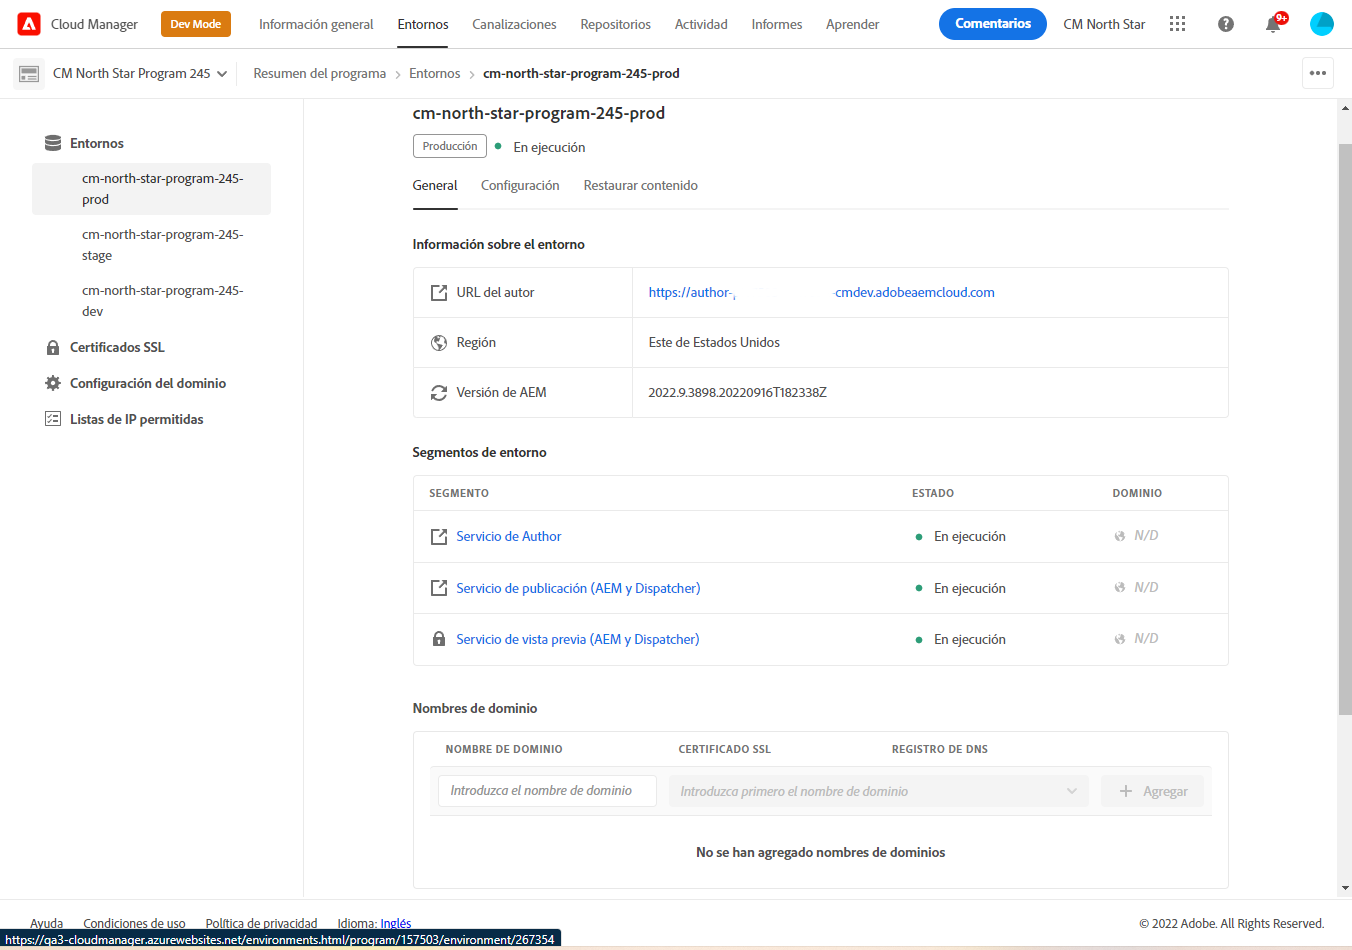 Cloud Manager
Dev Mode
Información general
Entornos
Canalizaciones
Repositorios
Actividad
Informes
Aprender
Comentarios
CM North Star
9+
CM North Star Program 245
Resumen del programa
Entornos
cm-north-star-program-245-prod
Entornos
cm-north-star-program-245-
prod
cm-north-star-program-245-
stage
cm-north-star-program-245-
dev
Certificados SSL
Configuración del dominio
Listas de IP permitidas
cm-north-star-program-245-prod
Producción
En ejecución
General
Configuración
Restaurar contenido
Información sobre el entorno
URL del autor
https://author- -cmdev.adobeaemcloud.com
Región
Este de Estados Unidos
Versión de AEM
2022.9.3898.20220916T182338Z
Segmentos de entorno
SEGMENTO ESTADO DOMINIO
Servicio de Author En ejecución N/D
Servicio de publicación (AEM y Dispatcher) En ejecución N/D
Servicio de vista previa (AEM y Dispatcher) En ejecución N/D
Nombres de dominio
NOMBRE DE DOMINIO CERTIFICADO SSL REGISTRO DE DNS
Introduzca el nombre de dominio Introduzca primero el nombre de dominio + Agregar
No se han agregado nombres de dominios
Ayuda Condiciones de uso Política de privacidad Idioma: Inglés
© 2022 Adobe. All Rights Reserved.
https://qa3-cloudmanager.azurewebsites.net/environments.html/program/157503/environment/267354